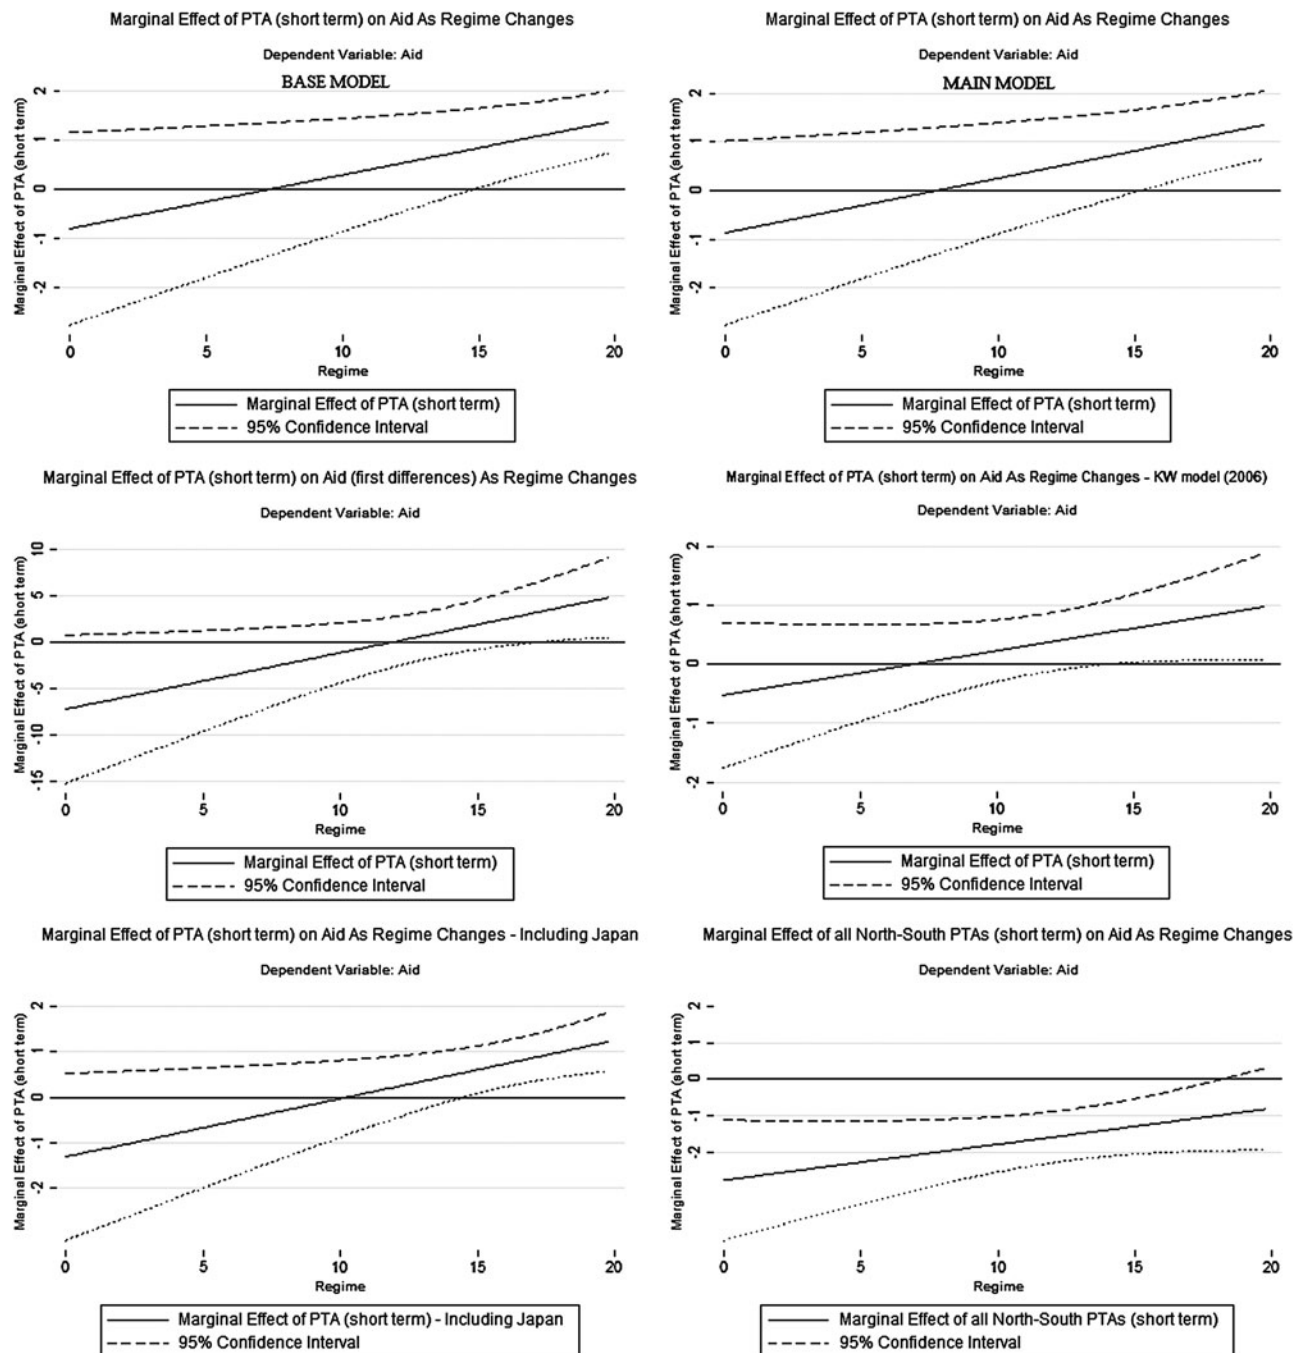 Marginal Effect of PTA (short term) on Aid As Regime Changes
Dependent Variable: Aid
BASE MODEL
Marginal Effect of PTA (short term)
2
1
0
-1
-2
0 5 10 15 20
Regime
Marginal Effect of PTA (short term)
95% Confidence Interval
Marginal Effect of PTA (short term) on Aid As Regime Changes
Dependent Variable: Aid
MAIN MODEL
Marginal Effect of PTA (short term)
2
1
0
-1
-2
0 5 10 15 20
Regime
Marginal Effect of PTA (short term)
95% Confidence Interval
Marginal Effect of PTA (short term) on Aid (first differences) As Regime Changes
Dependent Variable: Aid
Marginal Effect of PTA (short term)
10
5
0
-5
-10
-15
0 5 10 15 20
Regime
Marginal Effect of PTA (short term)
95% Confidence Interval
Marginal Effect of PTA (short term) on Aid As Regime Changes - KW model (2006)
Dependent Variable: Aid
Marginal Effect of PTA (short term)
2
1
0
-1
-2
0 5 10 15 20
Regime
Marginal Effect of PTA (short term)
95% Confidence Interval
Marginal Effect of PTA (short term) on Aid As Regime Changes - Including Japan
Dependent Variable: Aid
Marginal Effect of PTA (short term)
2
1
0
-1
-2
0 5 10 15 20
Regime
Marginal Effect of PTA (short term) - Including Japan
95% Confidence Interval
Marginal Effect of all North-South PTAs (short term) on Aid As Regime Changes
Dependent Variable: Aid
Marginal Effect of PTA (short term)
2
1
0
-1
-2
0 5 10 15 20
Regime
Marginal Effect of all North-South PTAs (short term)
95% Confidence Interval